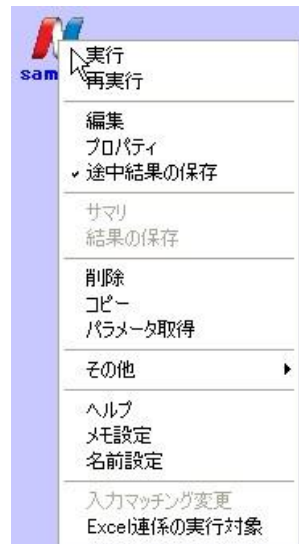 sam
実行
再実行
編集
プロパティ
途中結果の保存
サマリ
結果の保存
削除
コピー
パラメータ取得
その他
ヘルプ
メモ設定
名前設定
入力マッチング変更
Excel連係の実行対象